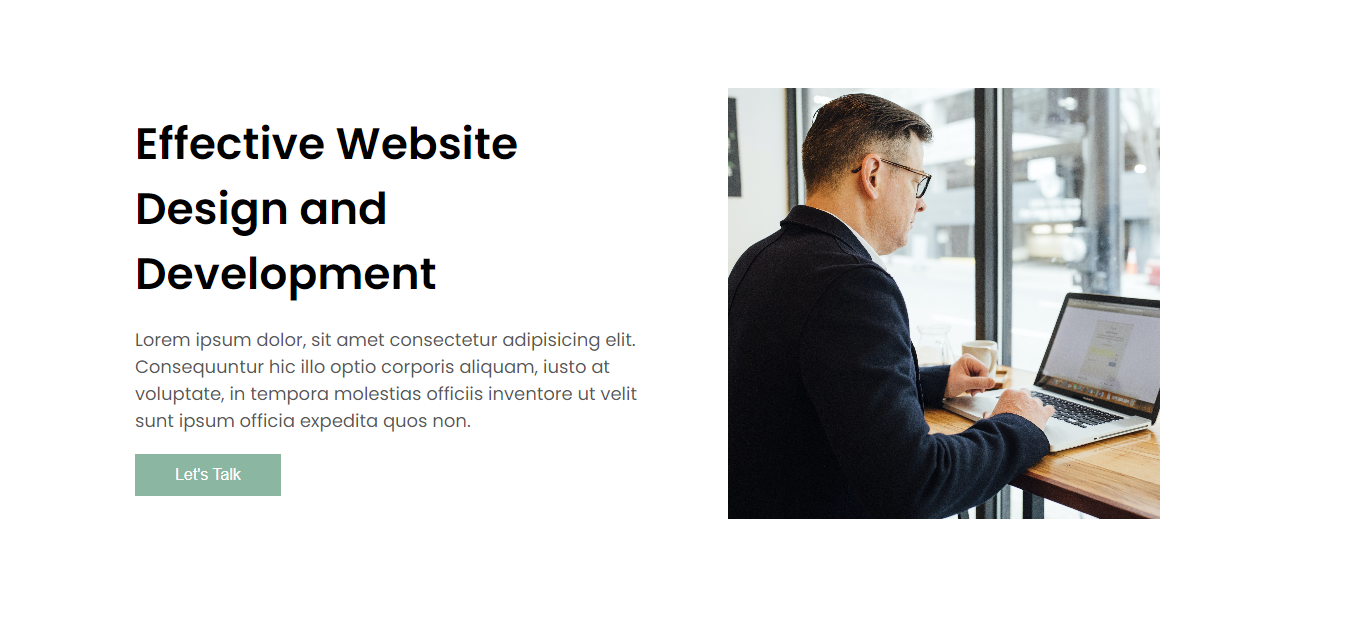 Effective Website
Design and
Development
Lorem ipsum dolor, sit amet consectetur adipisicing elit.
Consequuntur hic illo optio corporis aliquam, iusto at
voluptate, in tempora molestias officiis inventore ut velit
sunt ipsum officia expedita quos non.
Let's Talk